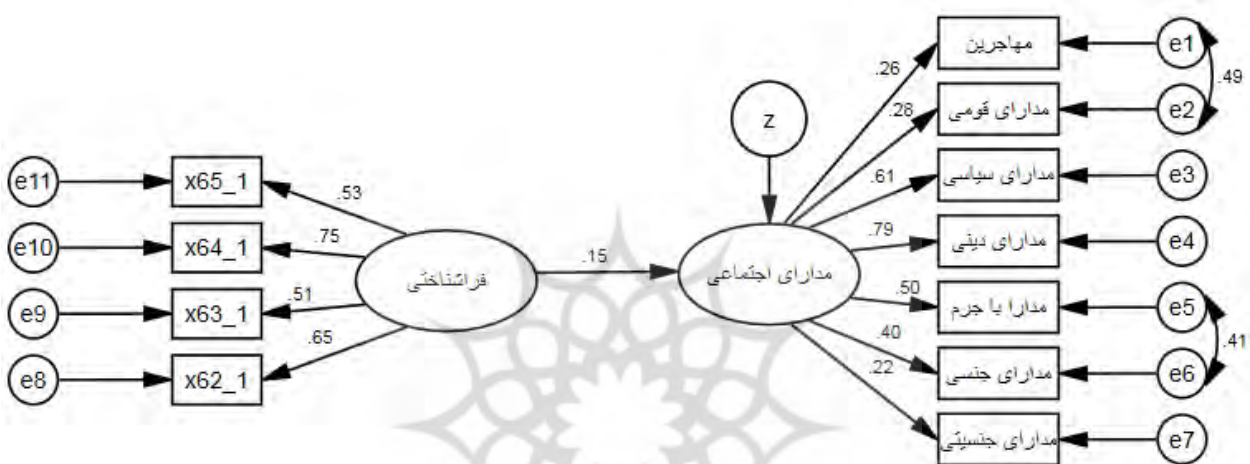 مهاجرین
e1
.26
.49
z
مدارای قومی
e2
.28
e11
x65_1
.53
.61
مدارای سیاسی
e3
e10
x64_1
.75
.79
مدارای دینی
e4
فراشناختی
.15
مدارای اجتماعی
e9
x63_1
.51
.50
مدارا با جرم
e5
.41
e8
x62_1
.65
.40
مدارای جنسی
e6
.22
مدارای جنسیتی
e7